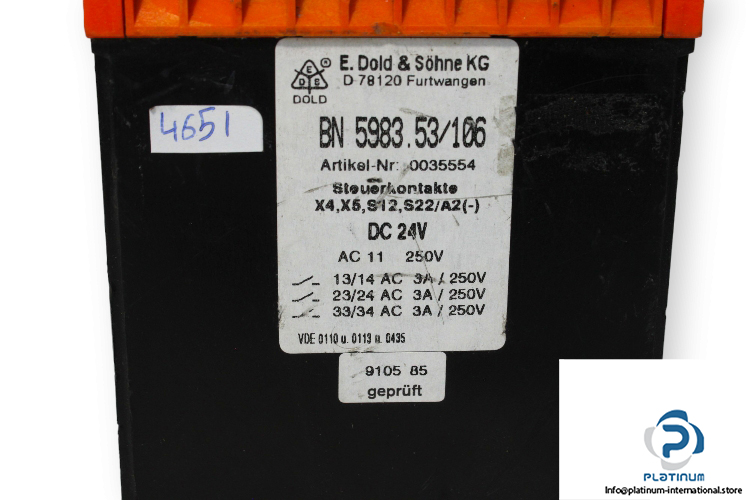 E. Dold & Söhne KG
D-78120 Furtwangen
E
D S
®
DOLD
4651
BN 5983.53/106
Artikel-Nr: 0035554
Steuerkontakte
X4,X5,S12,S22/A2(-)
DC 24V
AC 11 250V
13/14 AC 3A / 250V
23/24 AC 3A / 250V
33/34 AC 3A / 250V
VDE 0110 u. 0113 u. 0435
9105 85
geprüft
PLATINUM
Info@platinum-international.store